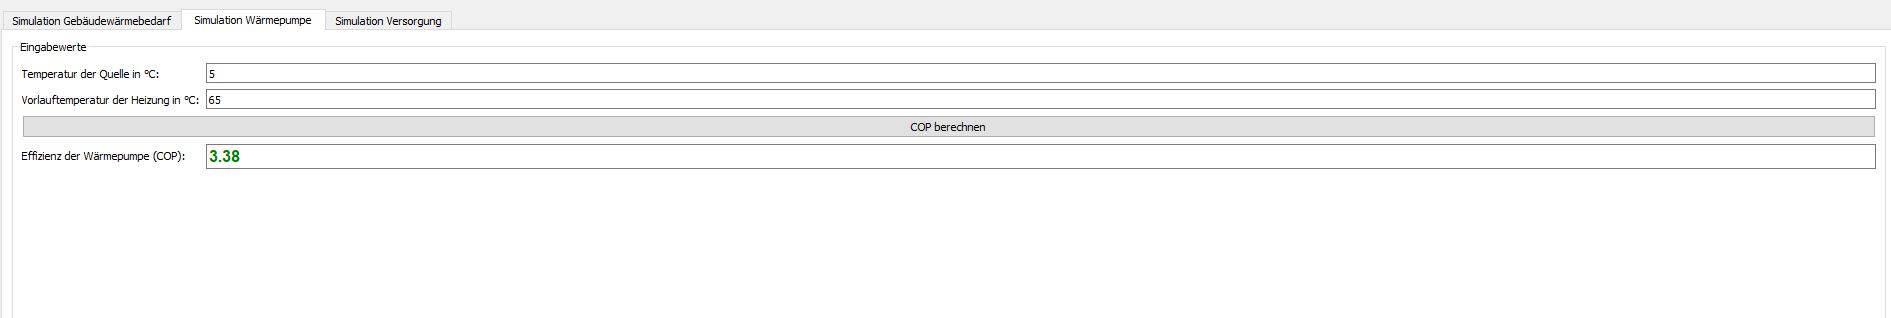 Simulation Gebäudewärmebedarf Simulation Wärmepumpe Simulation Versorgung
Eingabewerte
Temperatur der Quelle in °C: 5
Vorlauftemperatur der Heizung in °C: 65
COP berechnen
Effizienz der Wärmepumpe (COP): 3.38